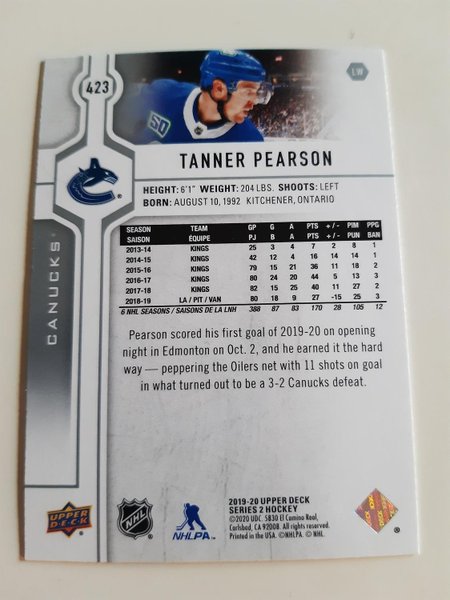 423
LW
50
TANNER PEARSON
HEIGHT: 6'1" WEIGHT: 204 LBS. SHOOTS: LEFT
BORN: AUGUST 10, 1992 KITCHENER, ONTARIO
CANUCKS
SEASON TEAM GP G A PTS + / - PIM PPG
SAISON ÉQUIPE PJ B A PTS + / - PUN BAN
2013-14 KINGS 25 3 4 7 2 8 1
2014-15 KINGS 42 12 4 16 14 14 1
2015-16 KINGS 79 15 21 36 11 18 2
2016-17 KINGS 80 24 20 44 5 13 3
2017-18 KINGS 82 15 25 40 11 27 2
2018-19 LA / PIT / VAN 80 18 9 27 -15 25 3
6 NHL SEASONS / SAISONS DE LA LNH 388 87 83 170 28 105 12
Pearson scored his first goal of 2019-20 on opening
night in Edmonton on Oct. 2, and he earned it the hard
way — peppering the Oilers net with 11 shots on goal
in what turned out to be a 3-2 Canucks defeat.
UPPER DECK
NHL
NHLPA
2019-20 UPPER DECK
SERIES 2 HOCKEY
©2020 UDC. 5830 El Camino Real,
Carlsbad, CA 92008. All Rights Reserved.
Printed in the USA. ©NHLPA. © NHL.